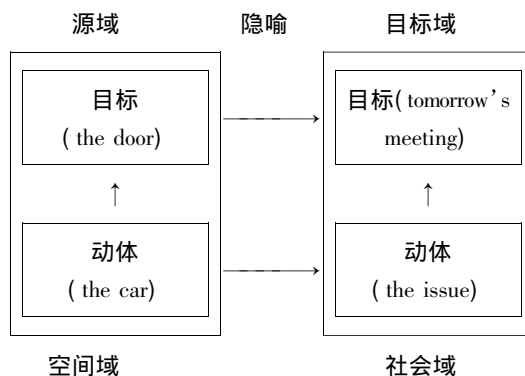 源域 隐喻 目标域
目标 目标( tomorrow’s
( the door) meeting)
动体 动体
( the car) ( the issue)
空间域 社会域